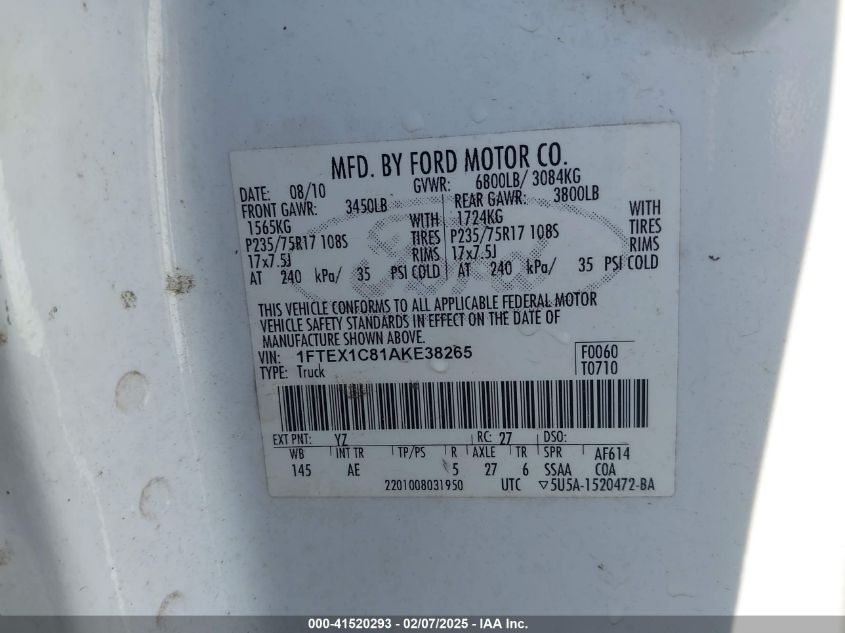 MFD. BY FORD MOTOR CO.
DATE: 08/10 GVWR: 6800LB/ 3084KG
FRONT GAWR: 3450LB REAR GAWR: 3800LB
1565KG WITH 1724KG WITH
P235/75R17 108S TIRES P235/75R17 108S TIRES
17x7.5J RIMS 17x7.5J RIMS
AT 240 kPa/ 35 PSI COLD AT 240 kPa/ 35 PSI COLD
THIS VEHICLE CONFORMS TO ALL APPLICABLE FEDERAL MOTOR
VEHICLE SAFETY STANDARDS IN EFFECT ON THE DATE OF
MANUFACTURE SHOWN ABOVE.
VIN: 1FTEX1C81AKE38265 F0060
TYPE: Truck T0710
EXT PNT: YZ RC: 27 DSO:
WB INT TR TP/PS R AXLE TR SPR AF614
145 AE 5 27 6 SSAA COA
2201008031950 UTC ▽5U5A-1520472-BA
000-41520293 — 02/07/2025 — IAA Inc.